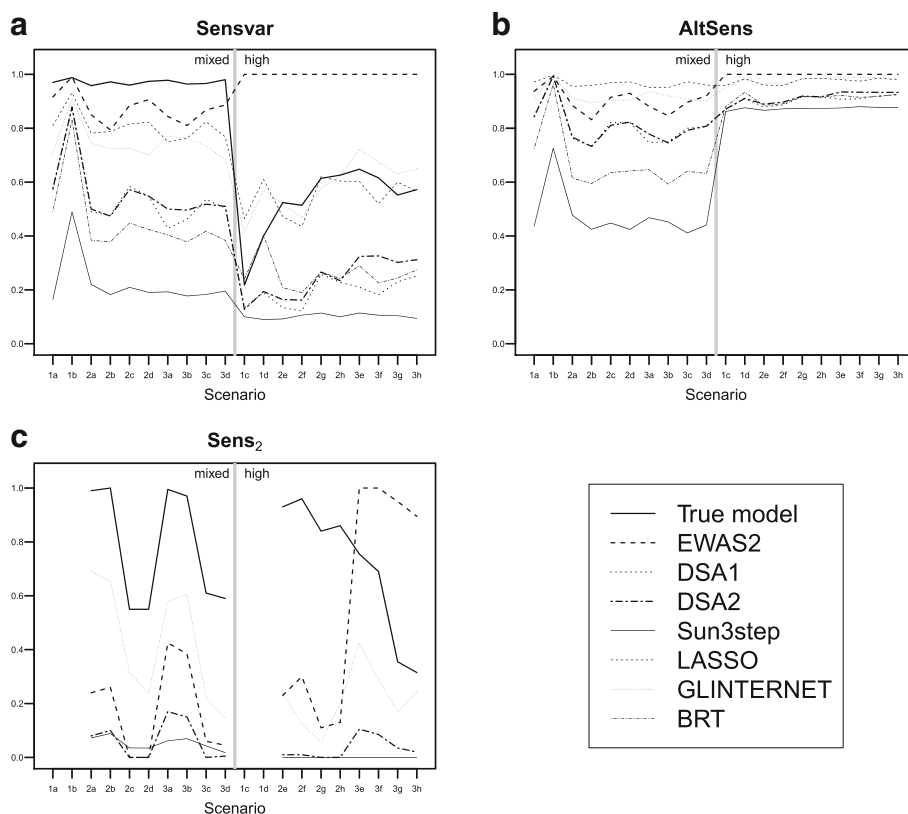 a
Sensvar
mixed high
1.0
0.8
0.6
0.4
0.2
0.0
1a 1b 2a 2b 2c 2d 3a 3b 3c 3d 1c 1d 2e 2f 2g 2h 3e 3f 3g 3h
Scenario
b
AltSens
mixed high
1.0
0.8
0.6
0.4
0.2
0.0
1a 1b 2a 2b 2c 2d 3a 3b 3c 3d 1c 1d 2e 2f 2g 2h 3e 3f 3g 3h
Scenario
c
Sens2
mixed high
1.0
0.8
0.6
0.4
0.2
0.0
1a 1b 2a 2b 2c 2d 3a 3b 3c 3d 1c 1d 2e 2f 2g 2h 3e 3f 3g 3h
Scenario
True model
EWAS2
DSA1
DSA2
Sun3step
LASSO
GLINTERNET
BRT